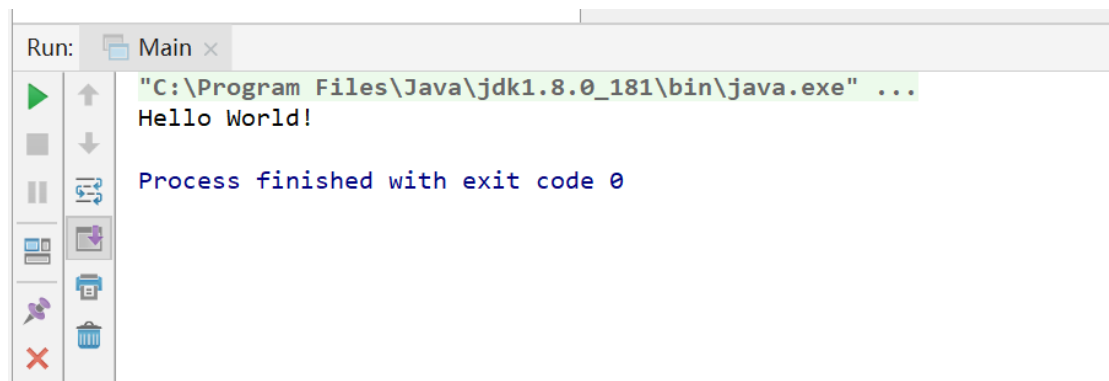 Run: Main
"C:\Program Files\Java\jdk1.8.0_181\bin\java.exe" ...
Hello World!
Process finished with exit code 0